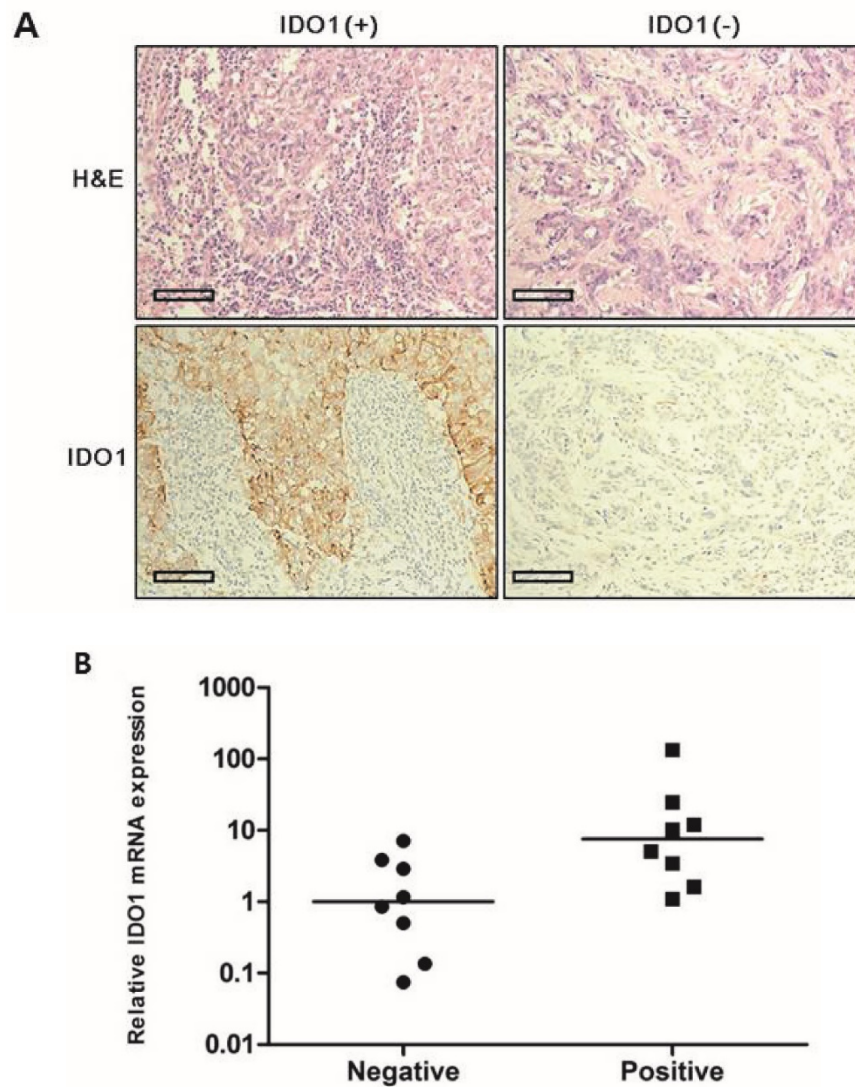 A
IDO1(+)
IDO1(-)
H&E
IDO1
B
Relative IDO1 mRNA expression
1000
100
10
1
0.1
0.01
Negative
Positive